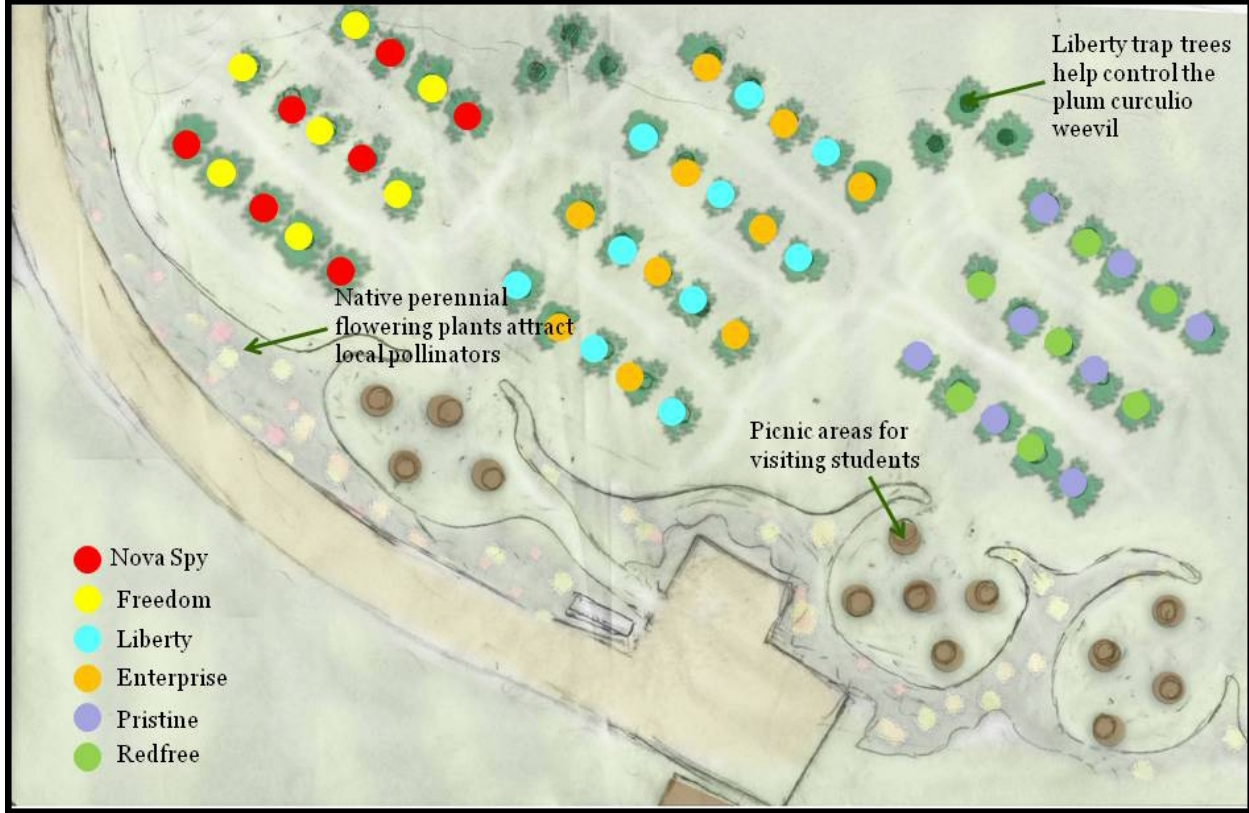 Liberty trap trees
help control the
plum curculio
weevil
Native perennial
flowering plants attract
local pollinators
Picnic areas for
visiting students
Nova Spy
Freedom
Liberty
Enterprise
Pristine
Redfree